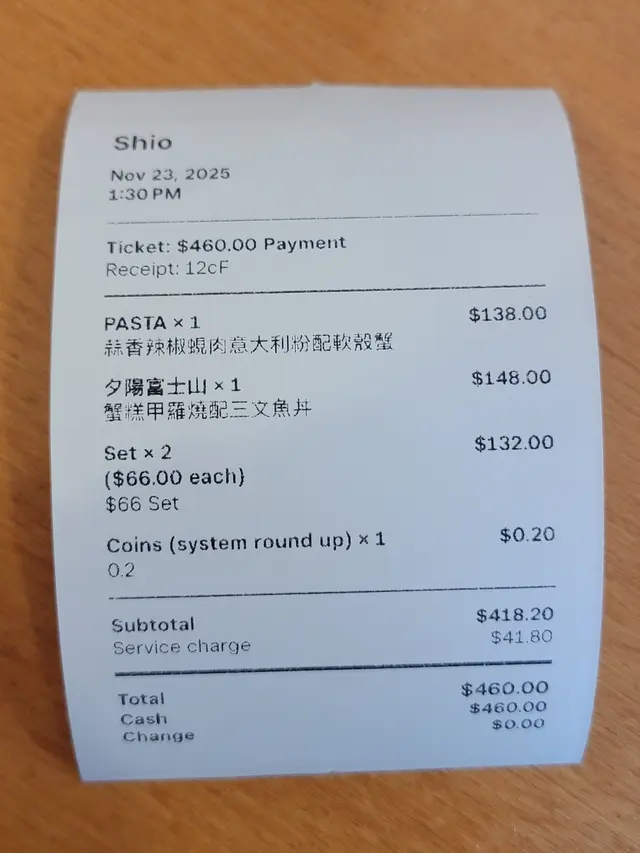 Shio
Nov 23, 2025
1:30 PM
Ticket: $460.00 Payment
Receipt: 12cF
PASTA × 1 $138.00
蒜香辣椒蜆肉意大利粉配軟殼蟹
夕陽富士山 × 1 $148.00
蟹糕甲羅燒配三文魚丼
Set × 2 $132.00
($66.00 each)
$66 Set
Coins (system round up) × 1 $0.20
0.2
Subtotal $418.20
Service charge $41.80
Total $460.00
Cash $460.00
Change $0.00